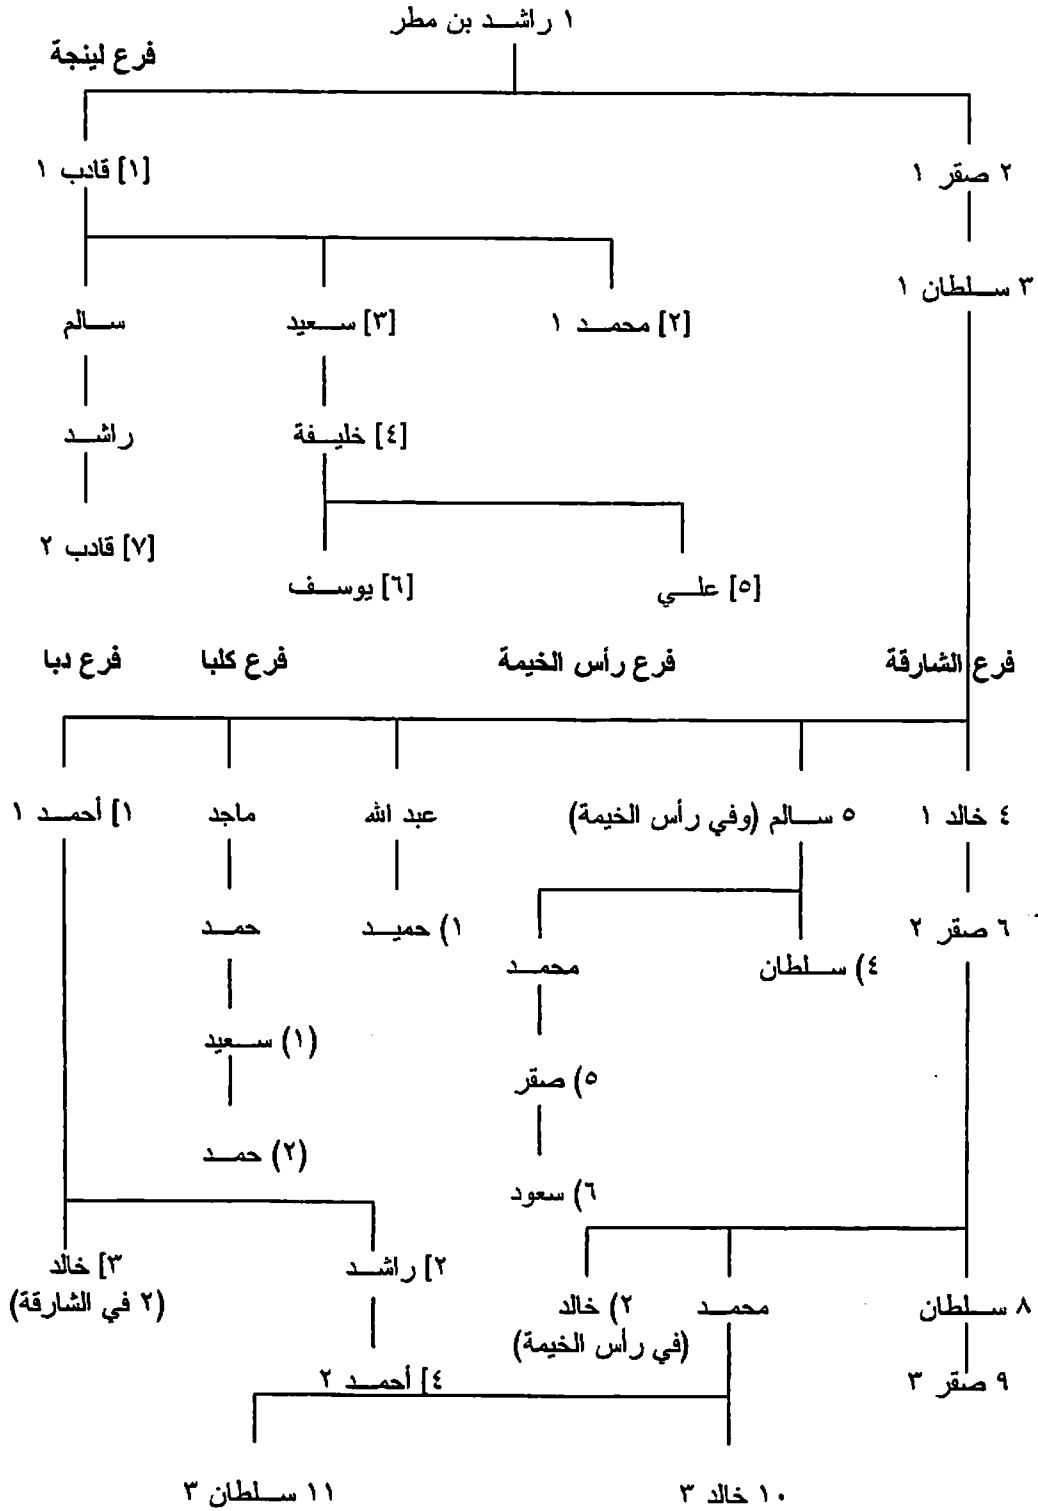 ١ راشد بن مطر
فرع لينجة
٢ صقر ١
[١] قادب ١
٣ سلطان ١
[٢] محمد ١
[٣] سعيد
سالم
[٤] خليفة
راشد
[٧] قادب ٢
[٥] علي
[٦] يوسف
فرع الشارقة
فرع رأس الخيمة
فرع كلبا
فرع دبا
٤ خالد ١
٥ سالم (وفي رأس الخيمة)
عبد الله
ماجد
١] أحمد ١
٦ صقر ٢
١) حميد
حمد
٤) سلطان
محمد
(١) سعيد
٥) صقر
(٢) حمد
٦) سعود
٢] راشد
٣] خالد
(٢ في الشارقة)
٨ سلطان
محمد
٢) خالد
(في رأس الخيمة)
٩ صقر ٣
٤] أحمد ٢
١٠ خالد ٣
١١ سلطان ٣